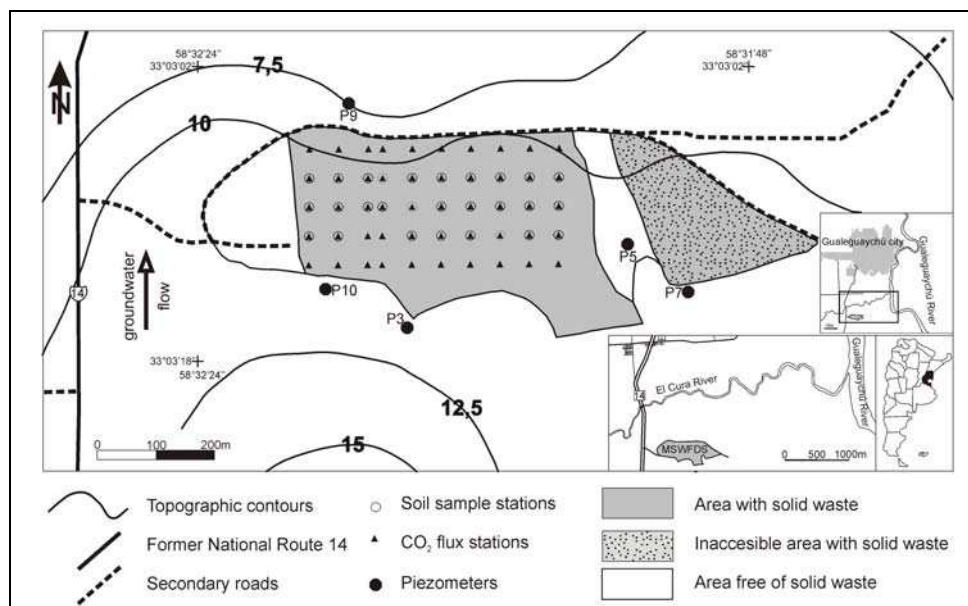 58°32'24"
33°03'02"
7,5
58°31'48"
33°03'02"
N
P9
10
Gualeguaychú city
Gualeguaychú River
P5
P7
P10
P3
14
groundwater
flow
33°03'18"
58°32'24"
12,5
15
0 100 200m
El Cura River
Gualeguaychú River
14
MSWFDS
0 500 1000m
Topographic contours
Former National Route 14
Secondary roads
Soil sample stations
CO₂ flux stations
Piezometers
Area with solid waste
Inaccesible area with solid waste
Area free of solid waste